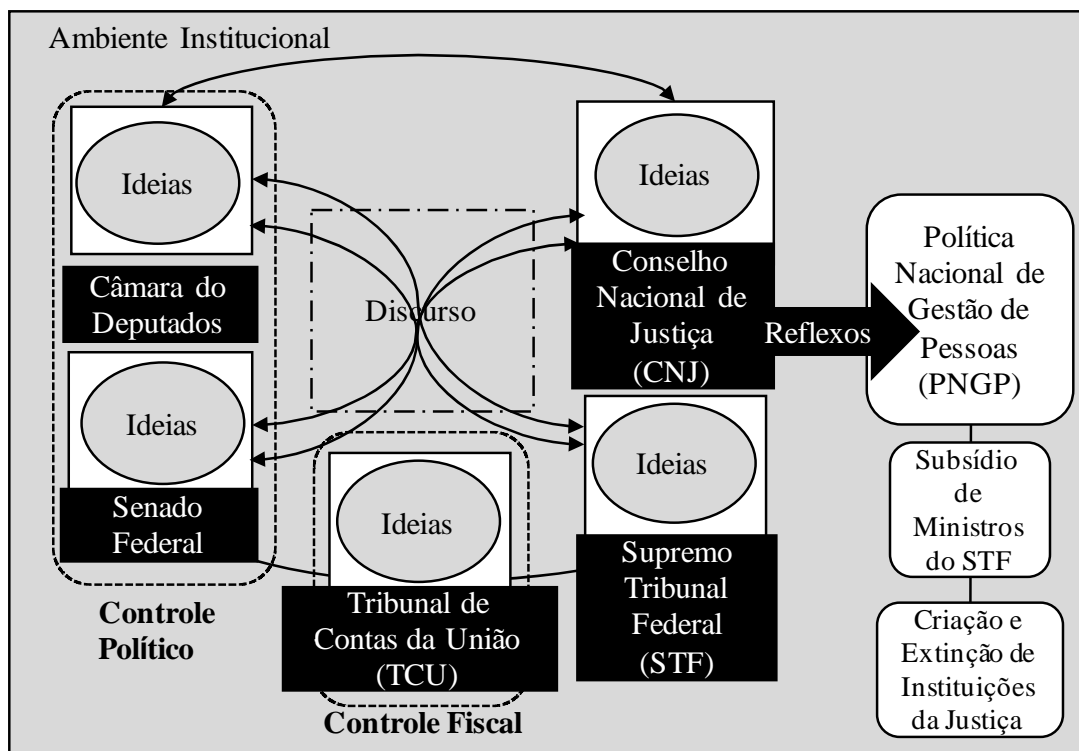 Ambiente Institucional
Ideias
Câmara do
Deputados
Ideias
Senado
Federal
Controle
Político
Discurso
Ideias
Tribunal de
Contas da União
(TCU)
Controle Fiscal
Ideias
Conselho
Nacional de
Justiça
(CNJ)
Ideias
Supremo
Tribunal
Federal
(STF)
Reflexos
Política
Nacional de
Gestão de
Pessoas
(PNGP)
Subsídio
de
Ministros
do STF
Criação e
Extinção de
Instituições
da Justiça